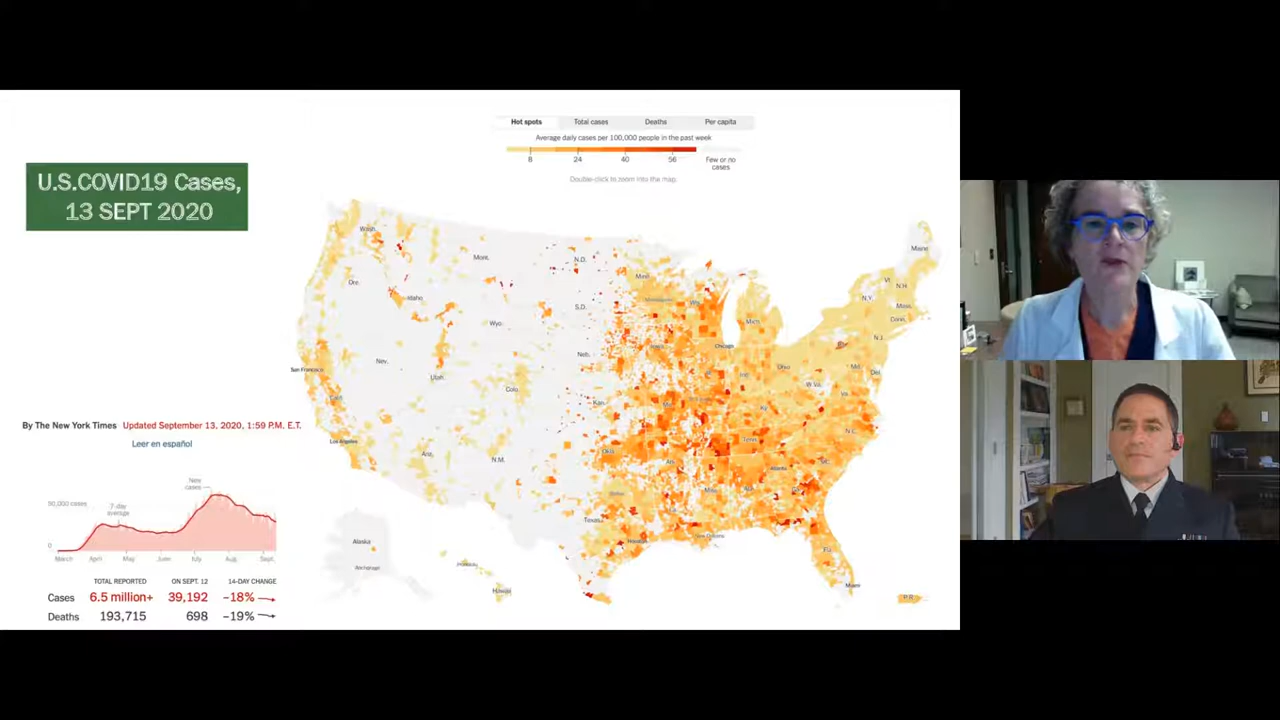 U.S.COVID19 Cases,
13 SEPT 2020
Hot spots Total cases Deaths Per capita
Average daily cases per 100,000 people in the past week
8 24 40 56 Few or no
cases
Double-click to zoom into the map.
Wash.
Mont.
N.D.
Minn.
Maine
Ore.
Idaho
S.D.
Wis.
Vt.
N.H.
N.Y.
Mass.
Conn.
Wyo.
Mich.
Minneapolis
Iowa
Chicago
N.J.
Nev.
Neb.
Ohio
Md.
Del.
San Francisco
Utah
Colo.
Ind.
Ill.
W.Va.
Va.
Calif.
Kan.
Mo.
Ky.
By The New York Times Updated September 13, 2020, 1:59 P.M. E.T.
Leer en español
Los Angeles
Ariz.
N.M.
Okla.
Ark.
Tenn.
N.C.
Atlanta
S.C.
Miss.
Ala.
Ga.
Dallas
Texas
La.
Houston
New Orleans
Fla.
Miami
Alaska
Anchorage
Honolulu
Hawaii
P.R.
New
cases
50,000 cases
7-day
average
0
March April May June July Aug. Sept.
TOTAL REPORTED ON SEPT. 12 14-DAY CHANGE
Cases 6.5 million+ 39,192 –18%
Deaths 193,715 698 –19%